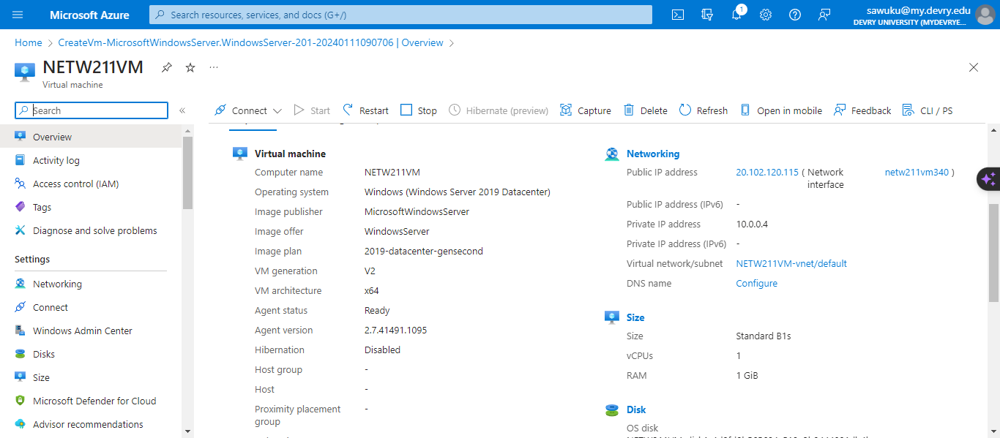 Microsoft Azure
Search resources, services, and docs (G+/)
1
sawuku@my.devry.edu
DEVRY UNIVERSITY (MYDEVRYE...
Home > CreateVm-MicrosoftWindowsServer.WindowsServer-201-20240111090706 | Overview >
NETW211VM
Virtual machine
Search
Connect
Start
Restart
Stop
Hibernate (preview)
Capture
Delete
Refresh
Open in mobile
Feedback
CLI / PS
Overview
Activity log
Access control (IAM)
Tags
Diagnose and solve problems
Settings
Networking
Connect
Windows Admin Center
Disks
Size
Microsoft Defender for Cloud
Advisor recommendations
Virtual machine
Computer name NETW211VM
Operating system Windows (Windows Server 2019 Datacenter)
Image publisher MicrosoftWindowsServer
Image offer WindowsServer
Image plan 2019-datacenter-gensecond
VM generation V2
VM architecture x64
Agent status Ready
Agent version 2.7.41491.1095
Hibernation Disabled
Host group -
Host -
Proximity placement -
group
Networking
Public IP address 20.102.120.115 ( Network netw211vm340 )
interface
Public IP address (IPv6) -
Private IP address 10.0.0.4
Private IP address (IPv6) -
Virtual network/subnet NETW211VM-vnet/default
DNS name Configure
Size
Size Standard B1s
vCPUs 1
RAM 1 GiB
Disk
OS disk